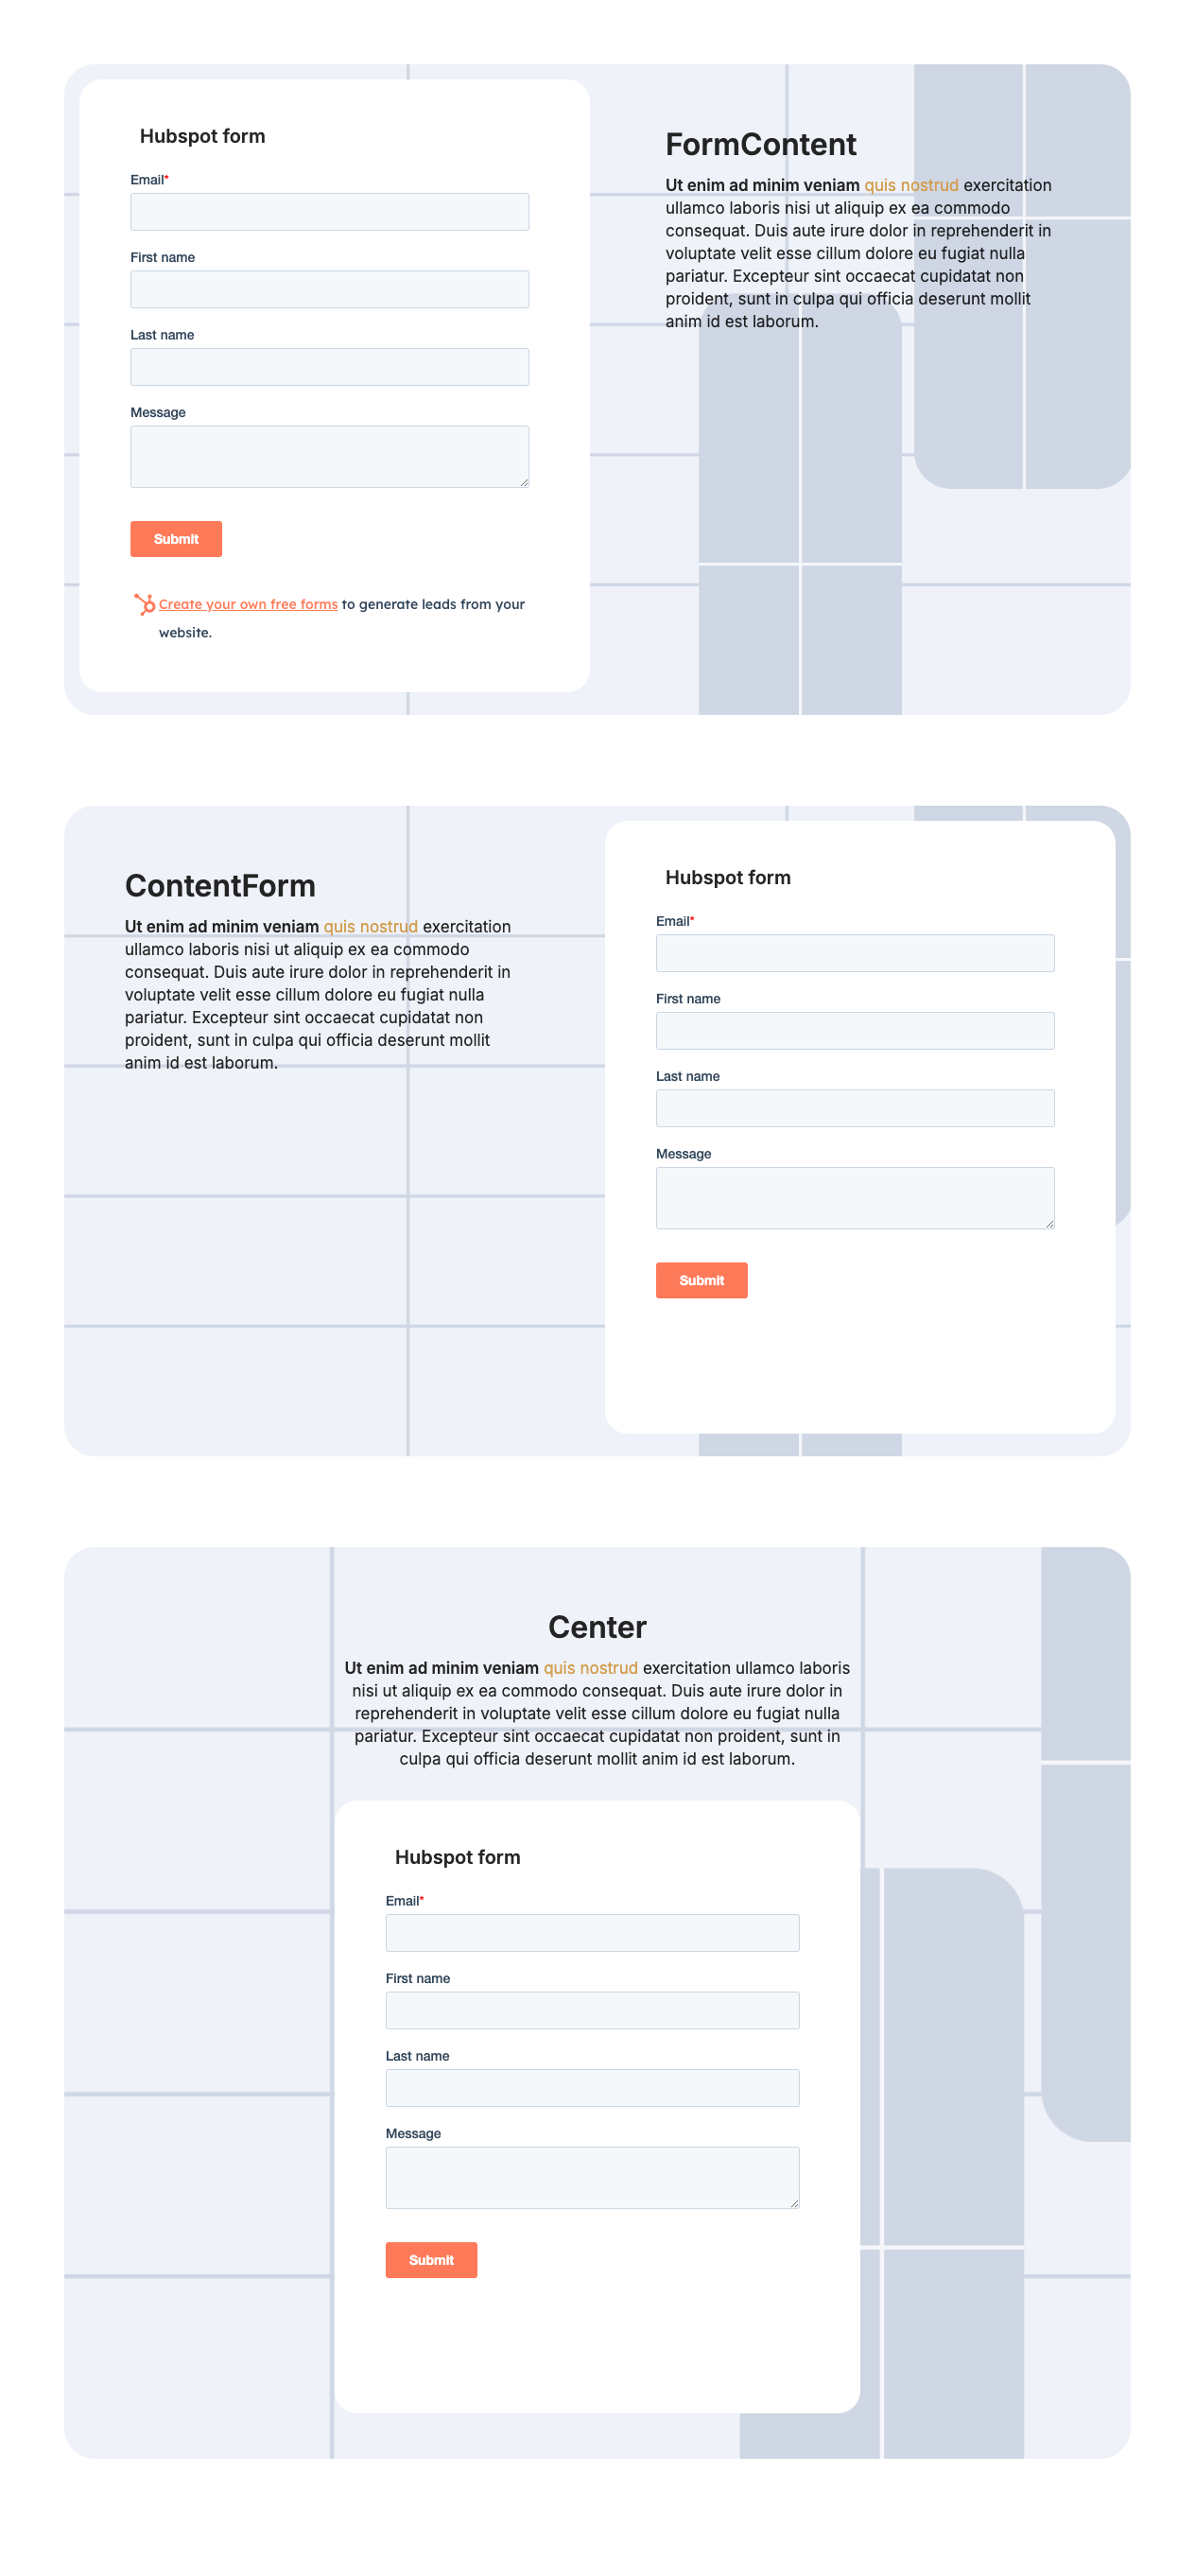 Hubspot form
Email*
First name
Last name
Message
Submit
Create your own free forms to generate leads from your
website.
FormContent
Ut enim ad minim veniam quis nostrud exercitation
ullamco laboris nisi ut aliquip ex ea commodo
consequat. Duis aute irure dolor in reprehenderit in
voluptate velit esse cillum dolore eu fugiat nulla
pariatur. Excepteur sint occaecat cupidatat non
proident, sunt in culpa qui officia deserunt mollit
anim id est laborum.
ContentForm
Ut enim ad minim veniam quis nostrud exercitation
ullamco laboris nisi ut aliquip ex ea commodo
consequat. Duis aute irure dolor in reprehenderit in
voluptate velit esse cillum dolore eu fugiat nulla
pariatur. Excepteur sint occaecat cupidatat non
proident, sunt in culpa qui officia deserunt mollit
anim id est laborum.
Hubspot form
Email*
First name
Last name
Message
Submit
Center
Ut enim ad minim veniam quis nostrud exercitation ullamco laboris
nisi ut aliquip ex ea commodo consequat. Duis aute irure dolor in
reprehenderit in voluptate velit esse cillum dolore eu fugiat nulla
pariatur. Excepteur sint occaecat cupidatat non proident, sunt in
culpa qui officia deserunt mollit anim id est laborum.
Hubspot form
Email*
First name
Last name
Message
Submit